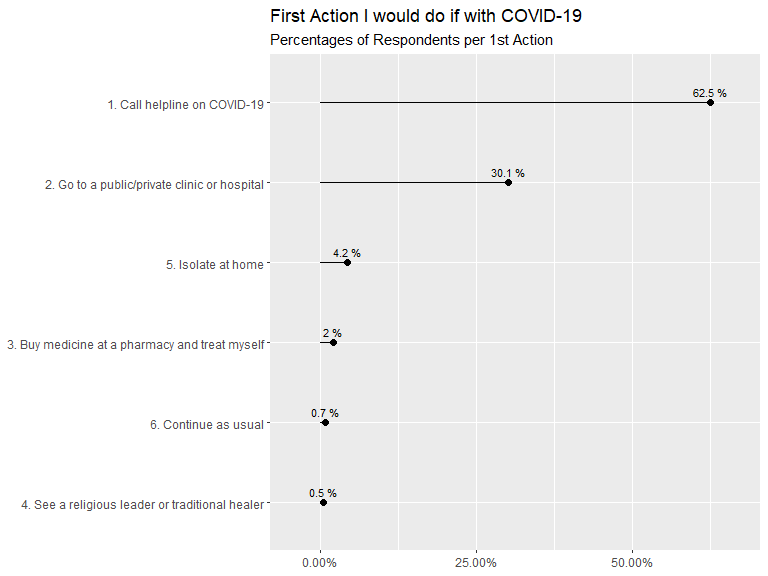 First Action I would do if with COVID-19
Percentages of Respondents per 1st Action
1. Call helpline on COVID-19
62.5 %
2. Go to a public/private clinic or hospital
30.1 %
5. Isolate at home
4.2 %
3. Buy medicine at a pharmacy and treat myself
2 %
6. Continue as usual
0.7 %
4. See a religious leader or traditional healer
0.5 %
0.00%
25.00%
50.00%